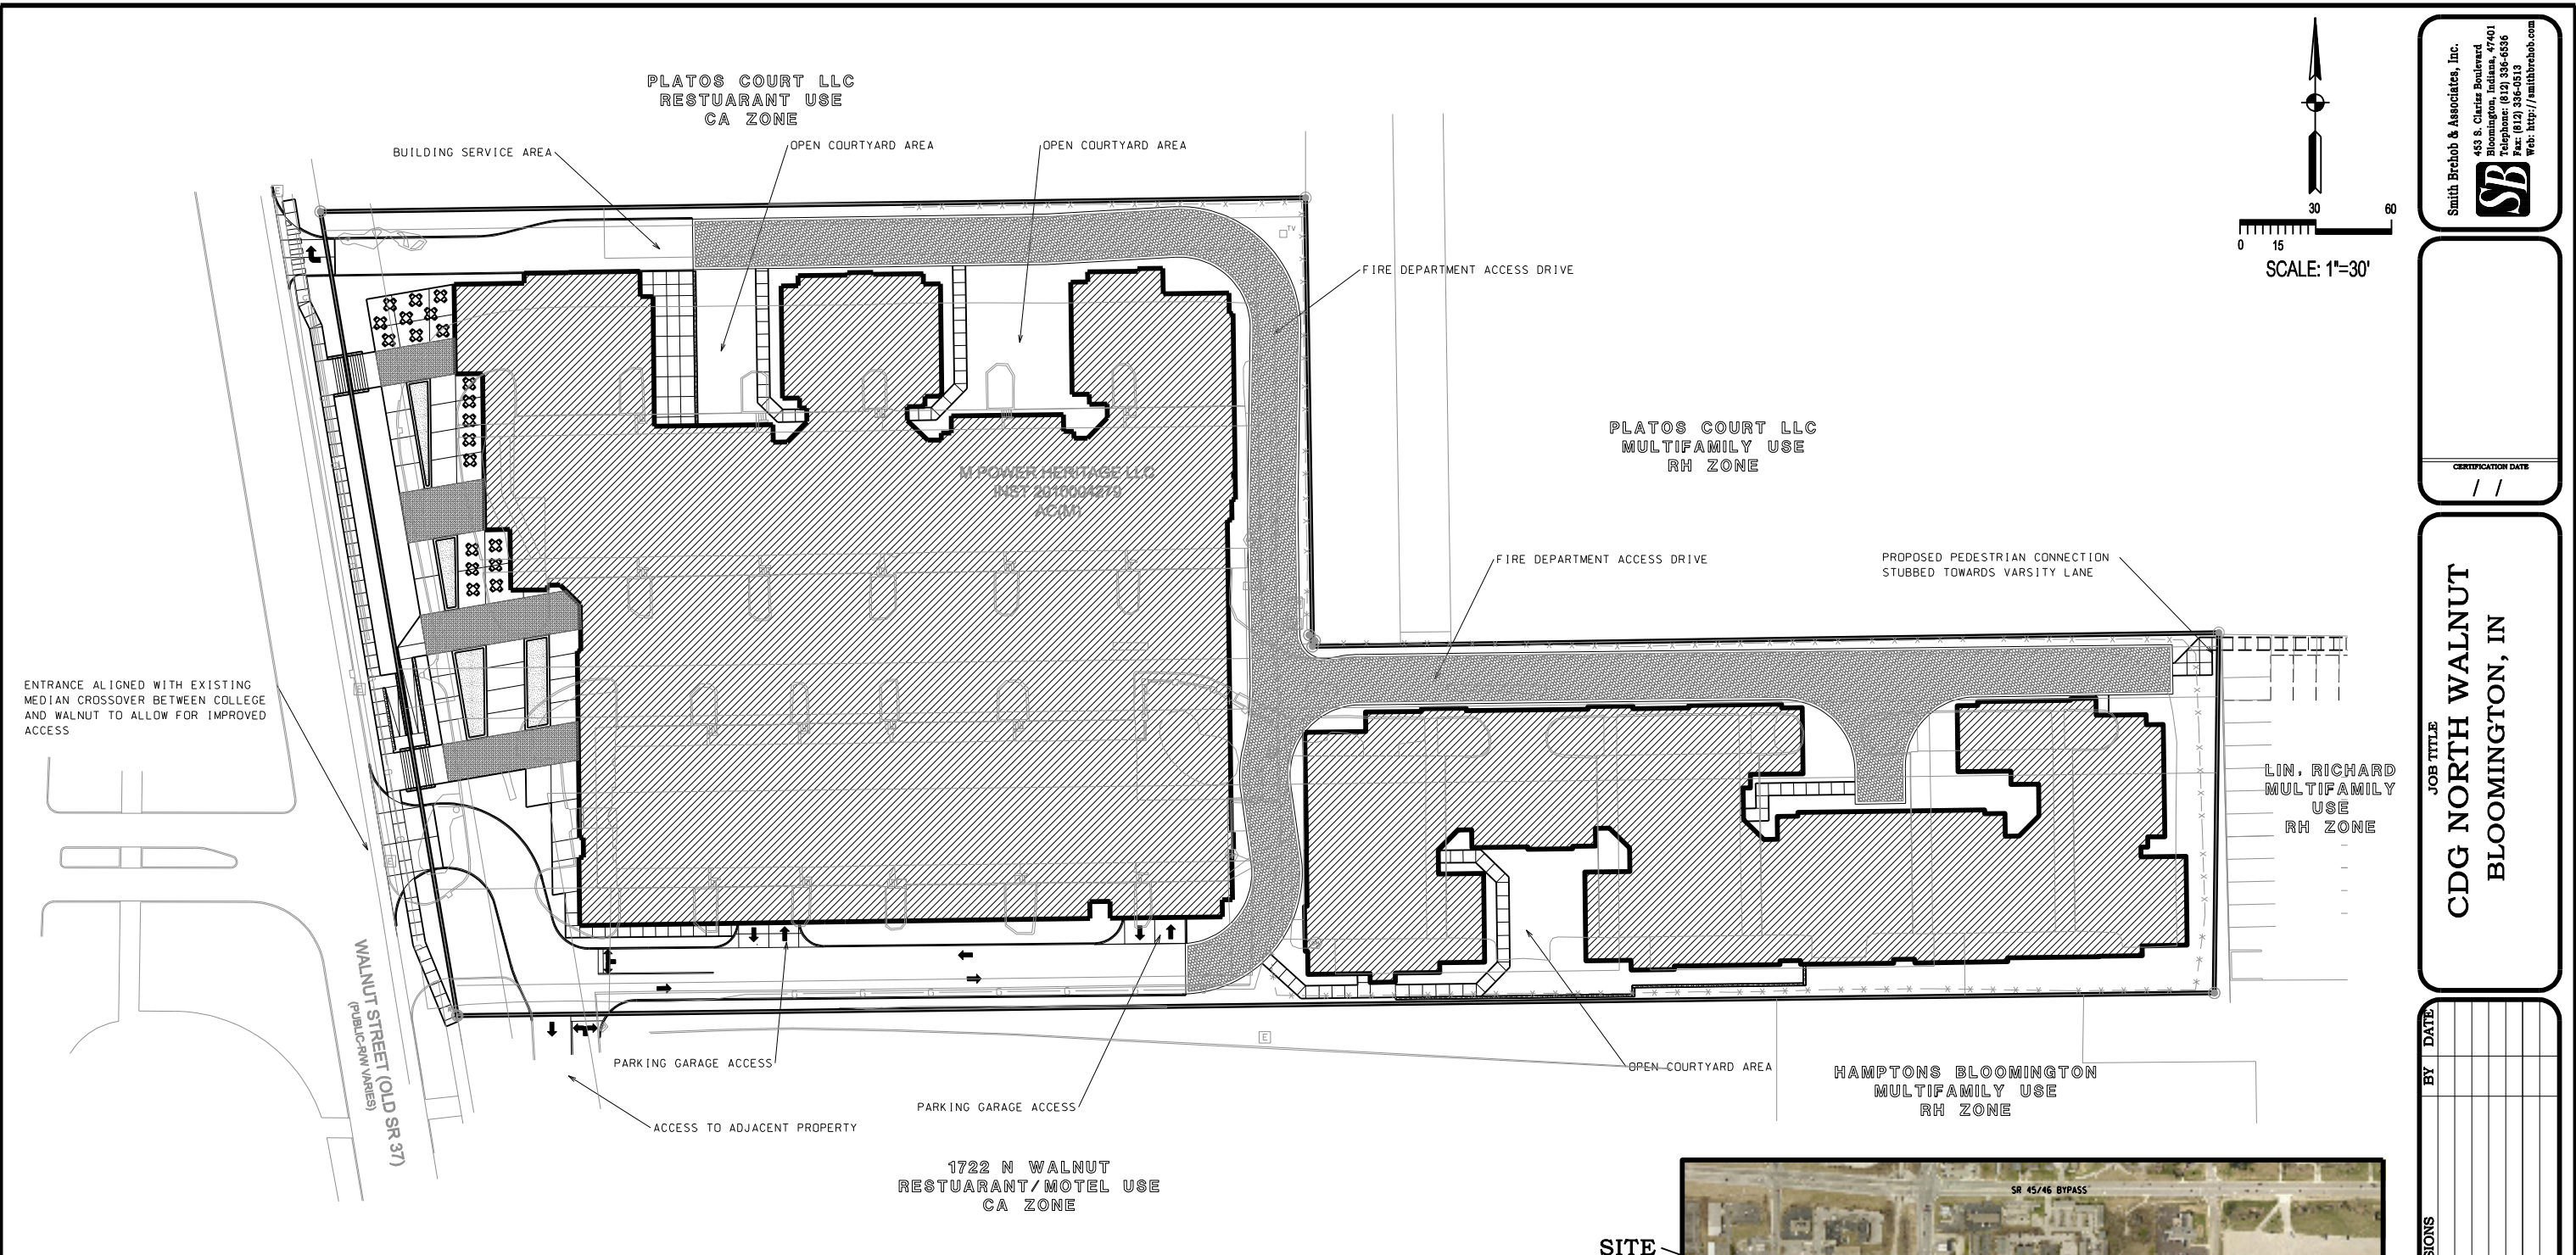 PLATOS COURT LLC
RESTUARANT USE
CA ZONE
BUILDING SERVICE AREA
OPEN COURTYARD AREA
OPEN COURTYARD AREA
TV
FIRE DEPARTMENT ACCESS DRIVE
30
60
0
15
SCALE: 1"=30'
PLATOS COURT LLC
MULTIFAMILY USE
RH ZONE
M POWER HERITAGE LLC
INST 2010004279
AC(M)
FIRE DEPARTMENT ACCESS DRIVE
PROPOSED PEDESTRIAN CONNECTION
STUBBED TOWARDS VARSITY LANE
ENTRANCE ALIGNED WITH EXISTING
MEDIAN CROSSOVER BETWEEN COLLEGE
AND WALNUT TO ALLOW FOR IMPROVED
ACCESS
LIN, RICHARD
MULTIFAMILY
USE
RH ZONE
WALNUT STREET (OLD SR 37)
(PUBLIC-R/W VARIES)
E
E
E
E
PARKING GARAGE ACCESS
PARKING GARAGE ACCESS
ACCESS TO ADJACENT PROPERTY
OPEN COURTYARD AREA
HAMPTONS BLOOMINGTON
MULTIFAMILY USE
RH ZONE
1722 N WALNUT
RESTUARANT/MOTEL USE
CA ZONE
SITE
SR 45/46 BYPASS
Smith Brehob & Associates, Inc.
453 S. Clarizz Boulevard
Bloomington, Indiana, 47401
Telephone: (812) 336-6536
Fax: (812) 336-0513
Web: http://smithbrehob.com
SB
CERTIFICATION DATE
/ /
JOB TITLE
CDG NORTH WALNUT
BLOOMINGTON, IN
DATE
BY